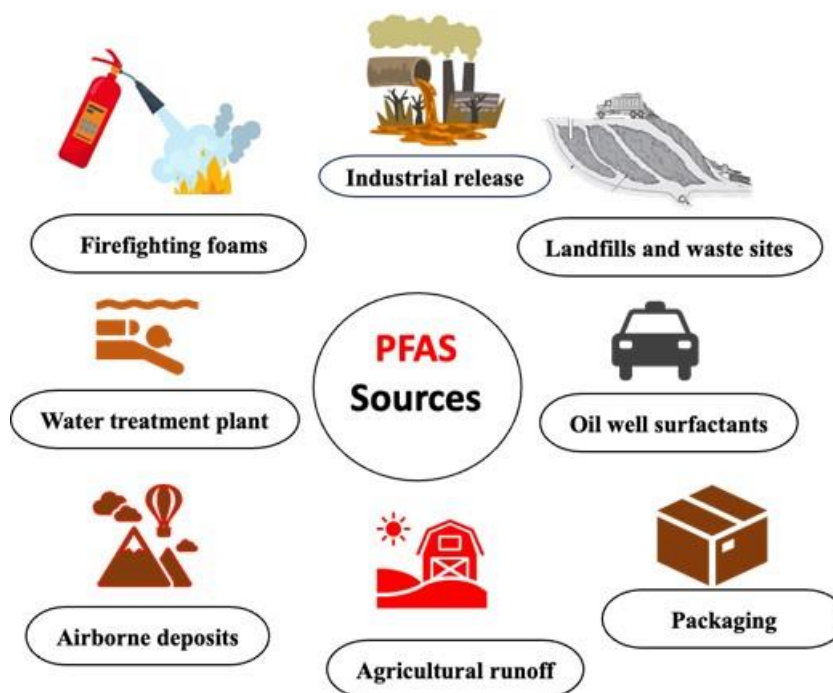 Industrial release
Firefighting foams
Landfills and waste sites
PFAS
Sources
Water treatment plant
Oil well surfactants
Airborne deposits
Agricultural runoff
Packaging